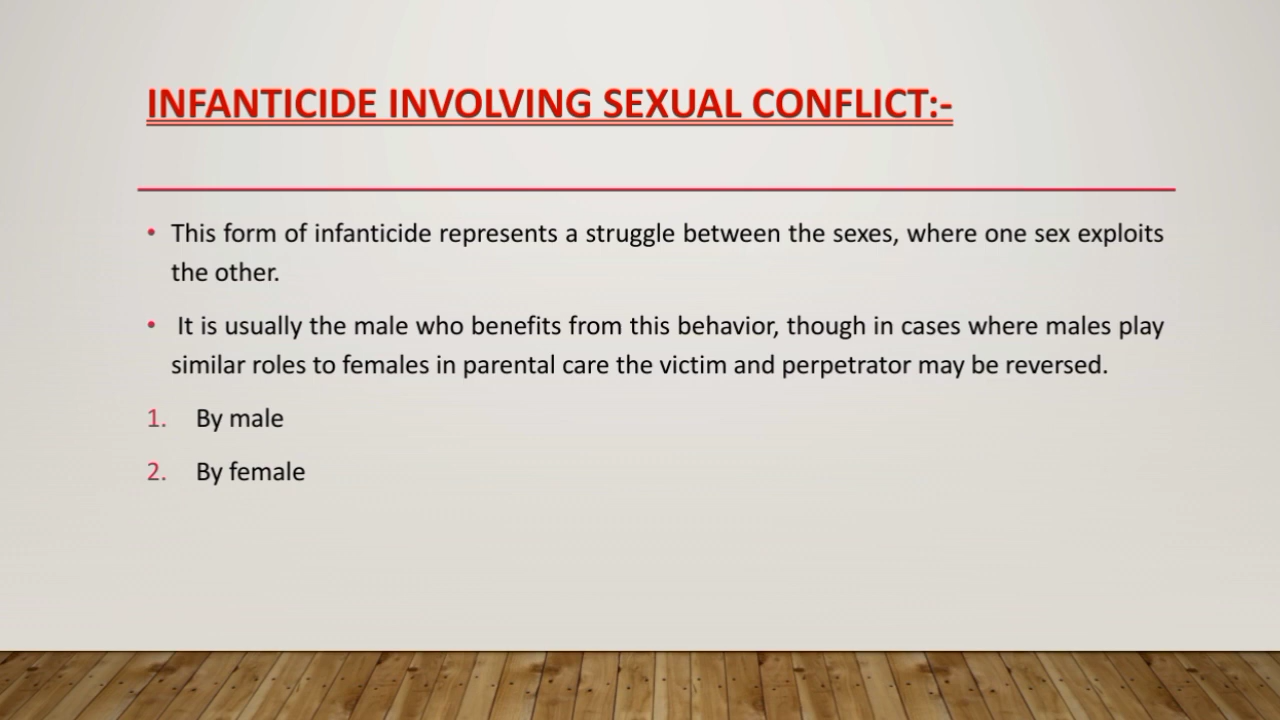 INFANTICIDE INVOLVING SEXUAL CONFLICT:-
• This form of infanticide represents a struggle between the sexes, where one sex exploits
the other.
• It is usually the male who benefits from this behavior, though in cases where males play
similar roles to females in parental care the victim and perpetrator may be reversed.
1. By male
2. By female